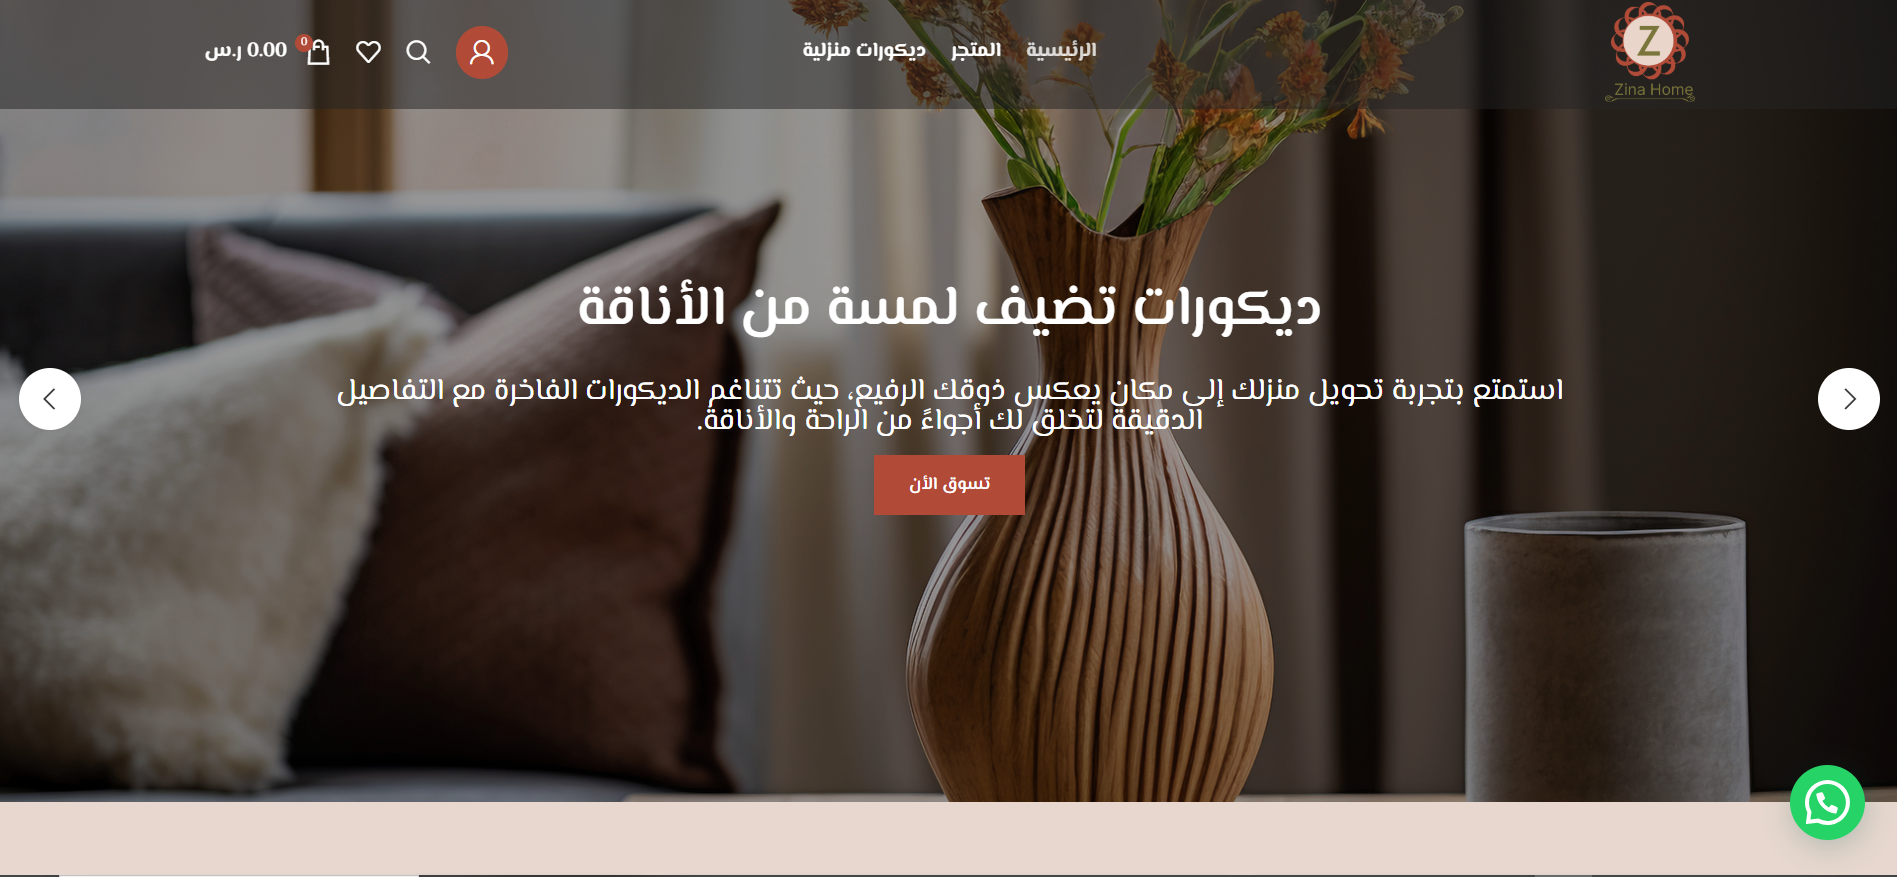 Z
Zina Home
الرئيسية
المتجر
ديكورات منزلية
0
0.00 ر.س
ديكورات تضيف لمسة من الأناقة
استمتع بتجربة تحويل منزلك إلى مكان يعكس ذوقك الرفيع، حيث تتناغم الديكورات الفاخرة مع التفاصيل
الدقيقة لتخلق لك أجواءً من الراحة والأناقة.
تسوق الأن